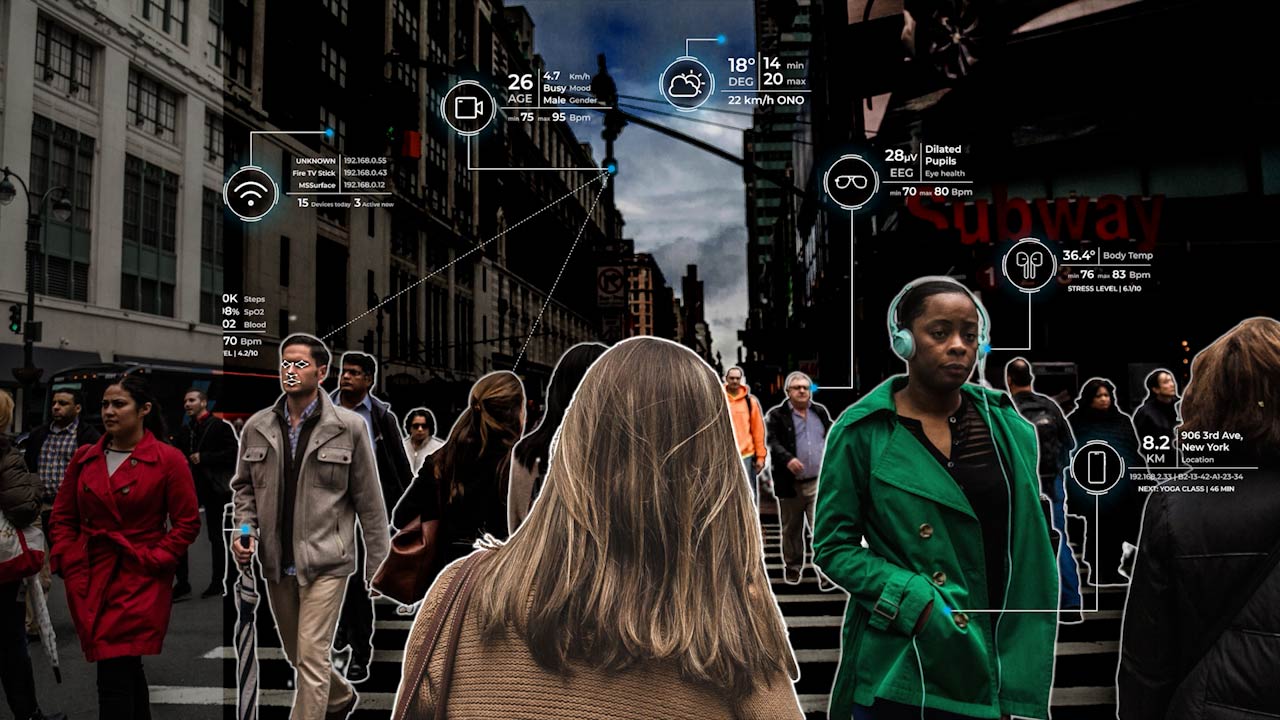 18° 14 min
DEG 20 max
22 km/h ONO
26 4.7 Km/h
AGE Busy Mood
Male Gender
min 75 max 95 Bpm
UNKNOWN 192.168.0.55
Fire TV Stick 192.168.0.43
MSSurface 192.168.0.12
15 Devices today 3 Active now
28µV Dilated Pupils
EEG Eye health
min 70 max 80 Bpm
Subway
36.4° Body Temp
min 76 max 83 Bpm
STRESS LEVEL | 6.1/10
0K Steps
98% SpO2
02 Blood
70 Bpm
EL | 4.2/10
8.2 906 3rd Ave,
KM New York
Location
192.168.2.33 | B2-13-42-A1-23-34
NEXT: YOGA CLASS | 46 MIN